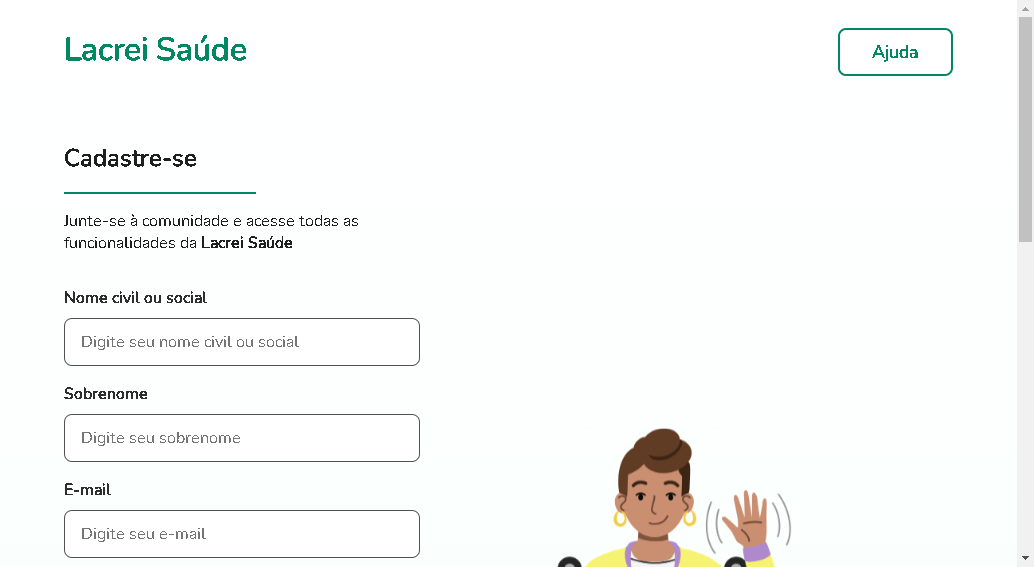 Lacrei Saúde
Ajuda
Cadastre-se
Junte-se à comunidade e acesse todas as
funcionalidades da Lacrei Saúde
Nome civil ou social
Digite seu nome civil ou social
Sobrenome
Digite seu sobrenome
E-mail
Digite seu e-mail